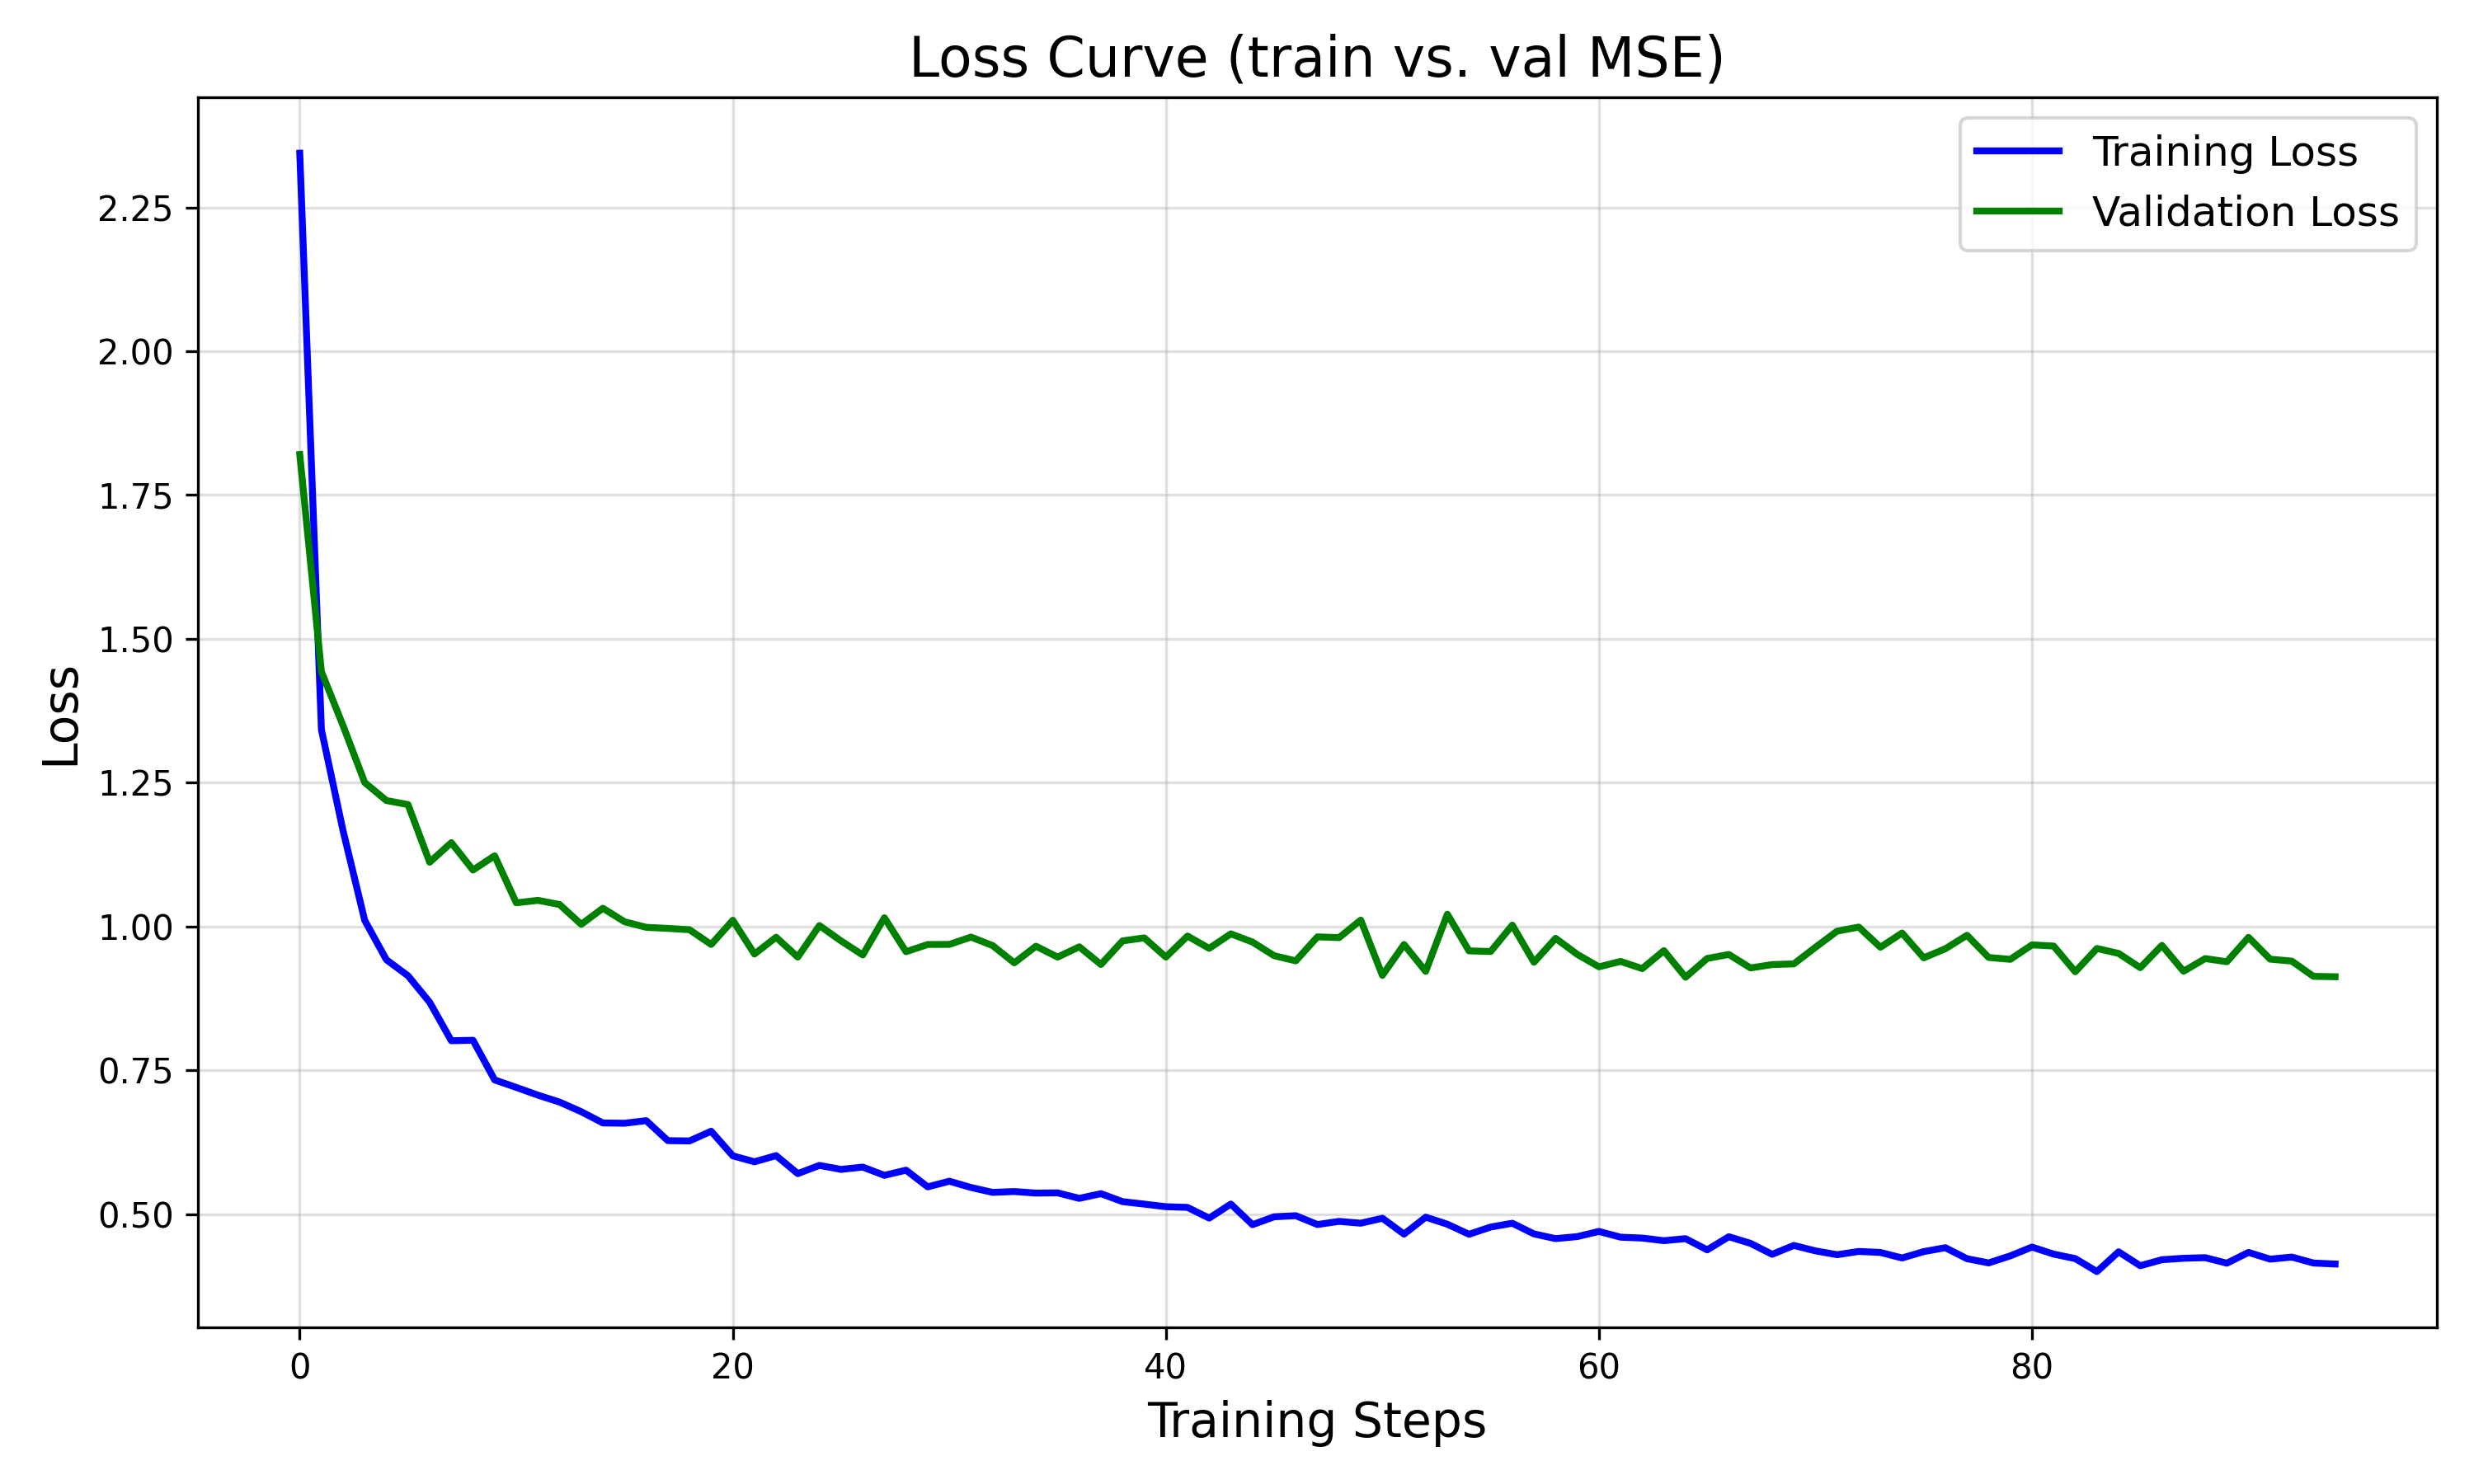 Loss Curve (train vs. val MSE)
Training Loss
Validation Loss
2.25
2.00
1.75
1.50
1.25
1.00
0.75
0.50
Loss
0 20 40 60 80
Training Steps